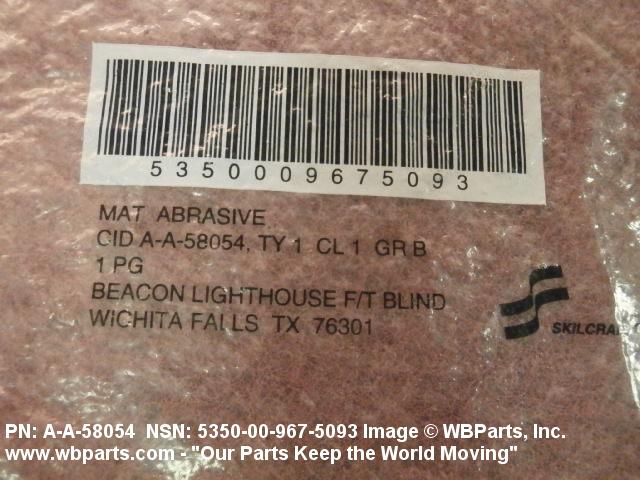 5350009675093
MAT ABRASIVE
CID A-A-58054, TY 1 CL 1 GR B
1 PG
BEACON LIGHTHOUSE F/T BLIND
WICHITA FALLS TX 76301
SKILCRA
PN: A-A-58054 NSN: 5350-00-967-5093 Image © WBParts, Inc.
www.wbparts.com - "Our Parts Keep the World Moving"